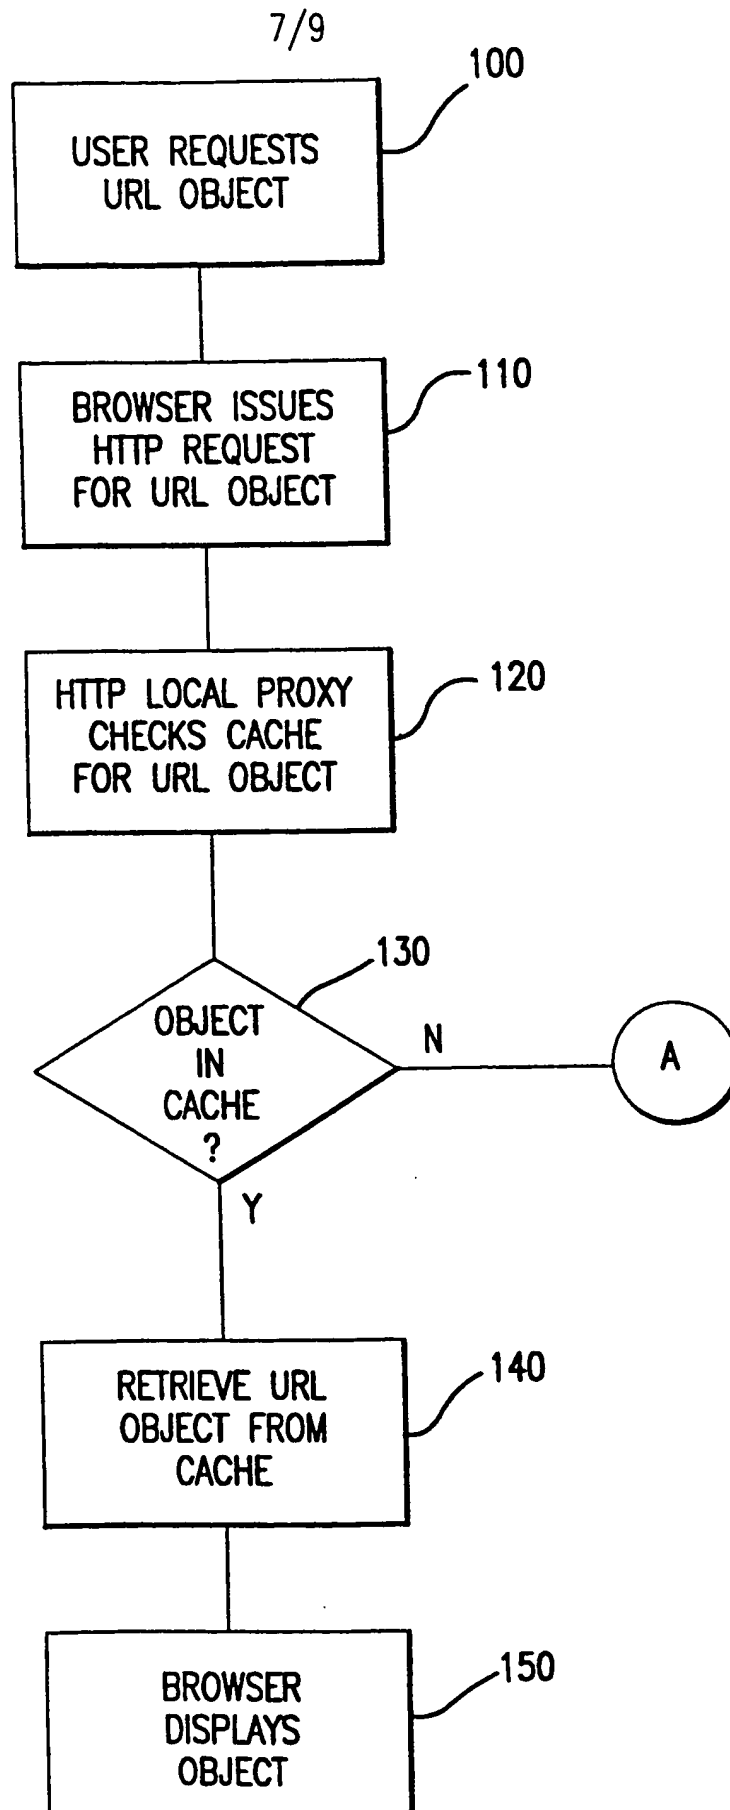 7/9
100
USER REQUESTS
URL OBJECT
110
BROWSER ISSUES
HTTP REQUEST
FOR URL OBJECT
120
HTTP LOCAL PROXY
CHECKS CACHE
FOR URL OBJECT
130
OBJECT
IN
CACHE
?
N
A
Y
140
RETRIEVE URL
OBJECT FROM
CACHE
150
BROWSER
DISPLAYS
OBJECT